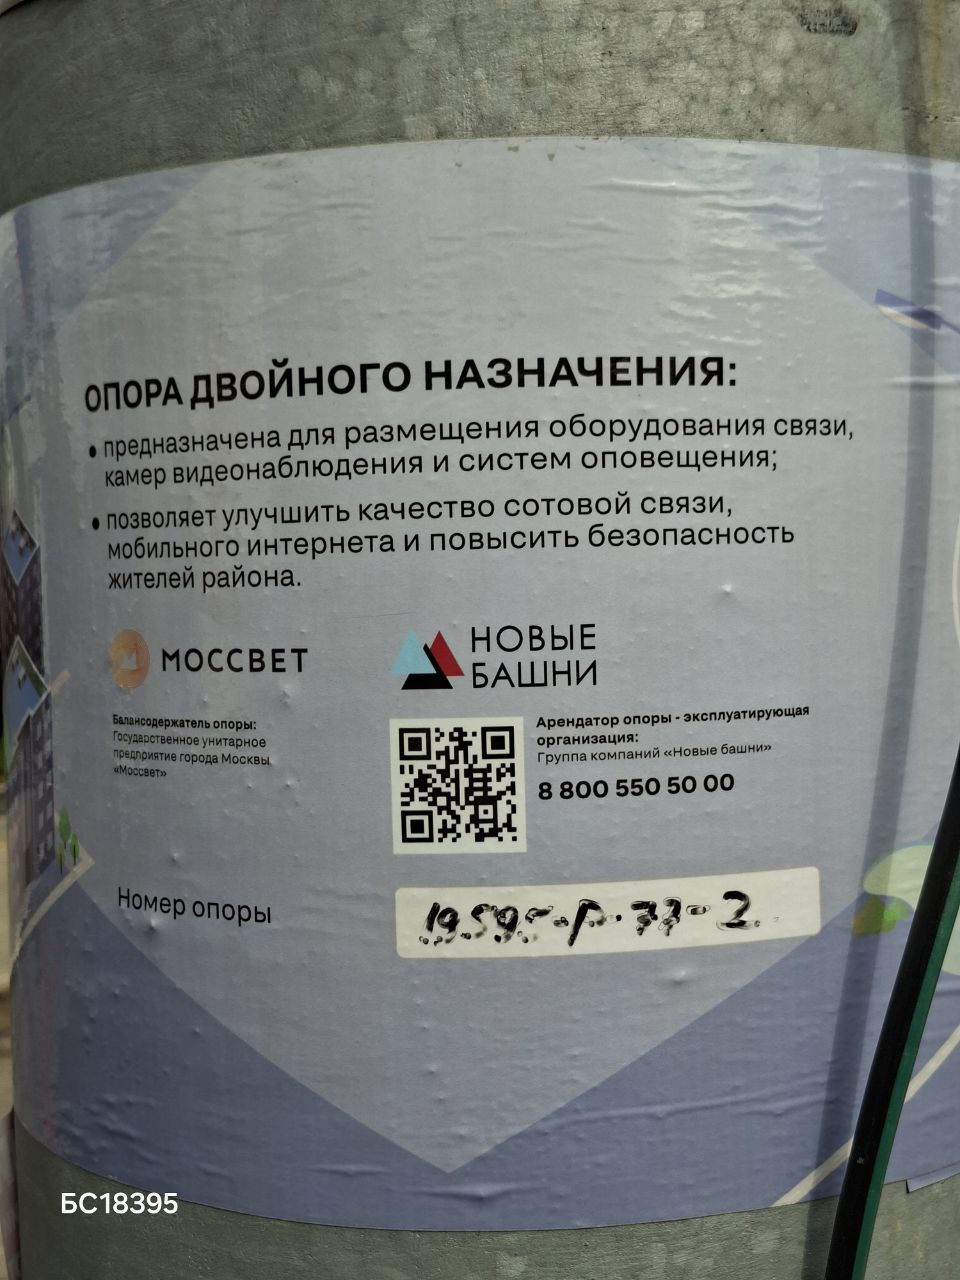 ОПОРА ДВОЙНОГО НАЗНАЧЕНИЯ:
• предназначена для размещения оборудования связи,
камер видеонаблюдения и систем оповещения;
• позволяет улучшить качество сотовой связи,
мобильного интернета и повысить безопасность
жителей района.
МОССВЕТ
НОВЫЕ
БАШНИ
Балансодержатель опоры:
Государственное унитарное
предприятие города Москвы
«Моссвет»
Арендатор опоры - эксплуатирующая
организация:
Группа компаний «Новые башни»
8 800 550 50 00
Номер опоры
19595-Р-77-2
БС18395